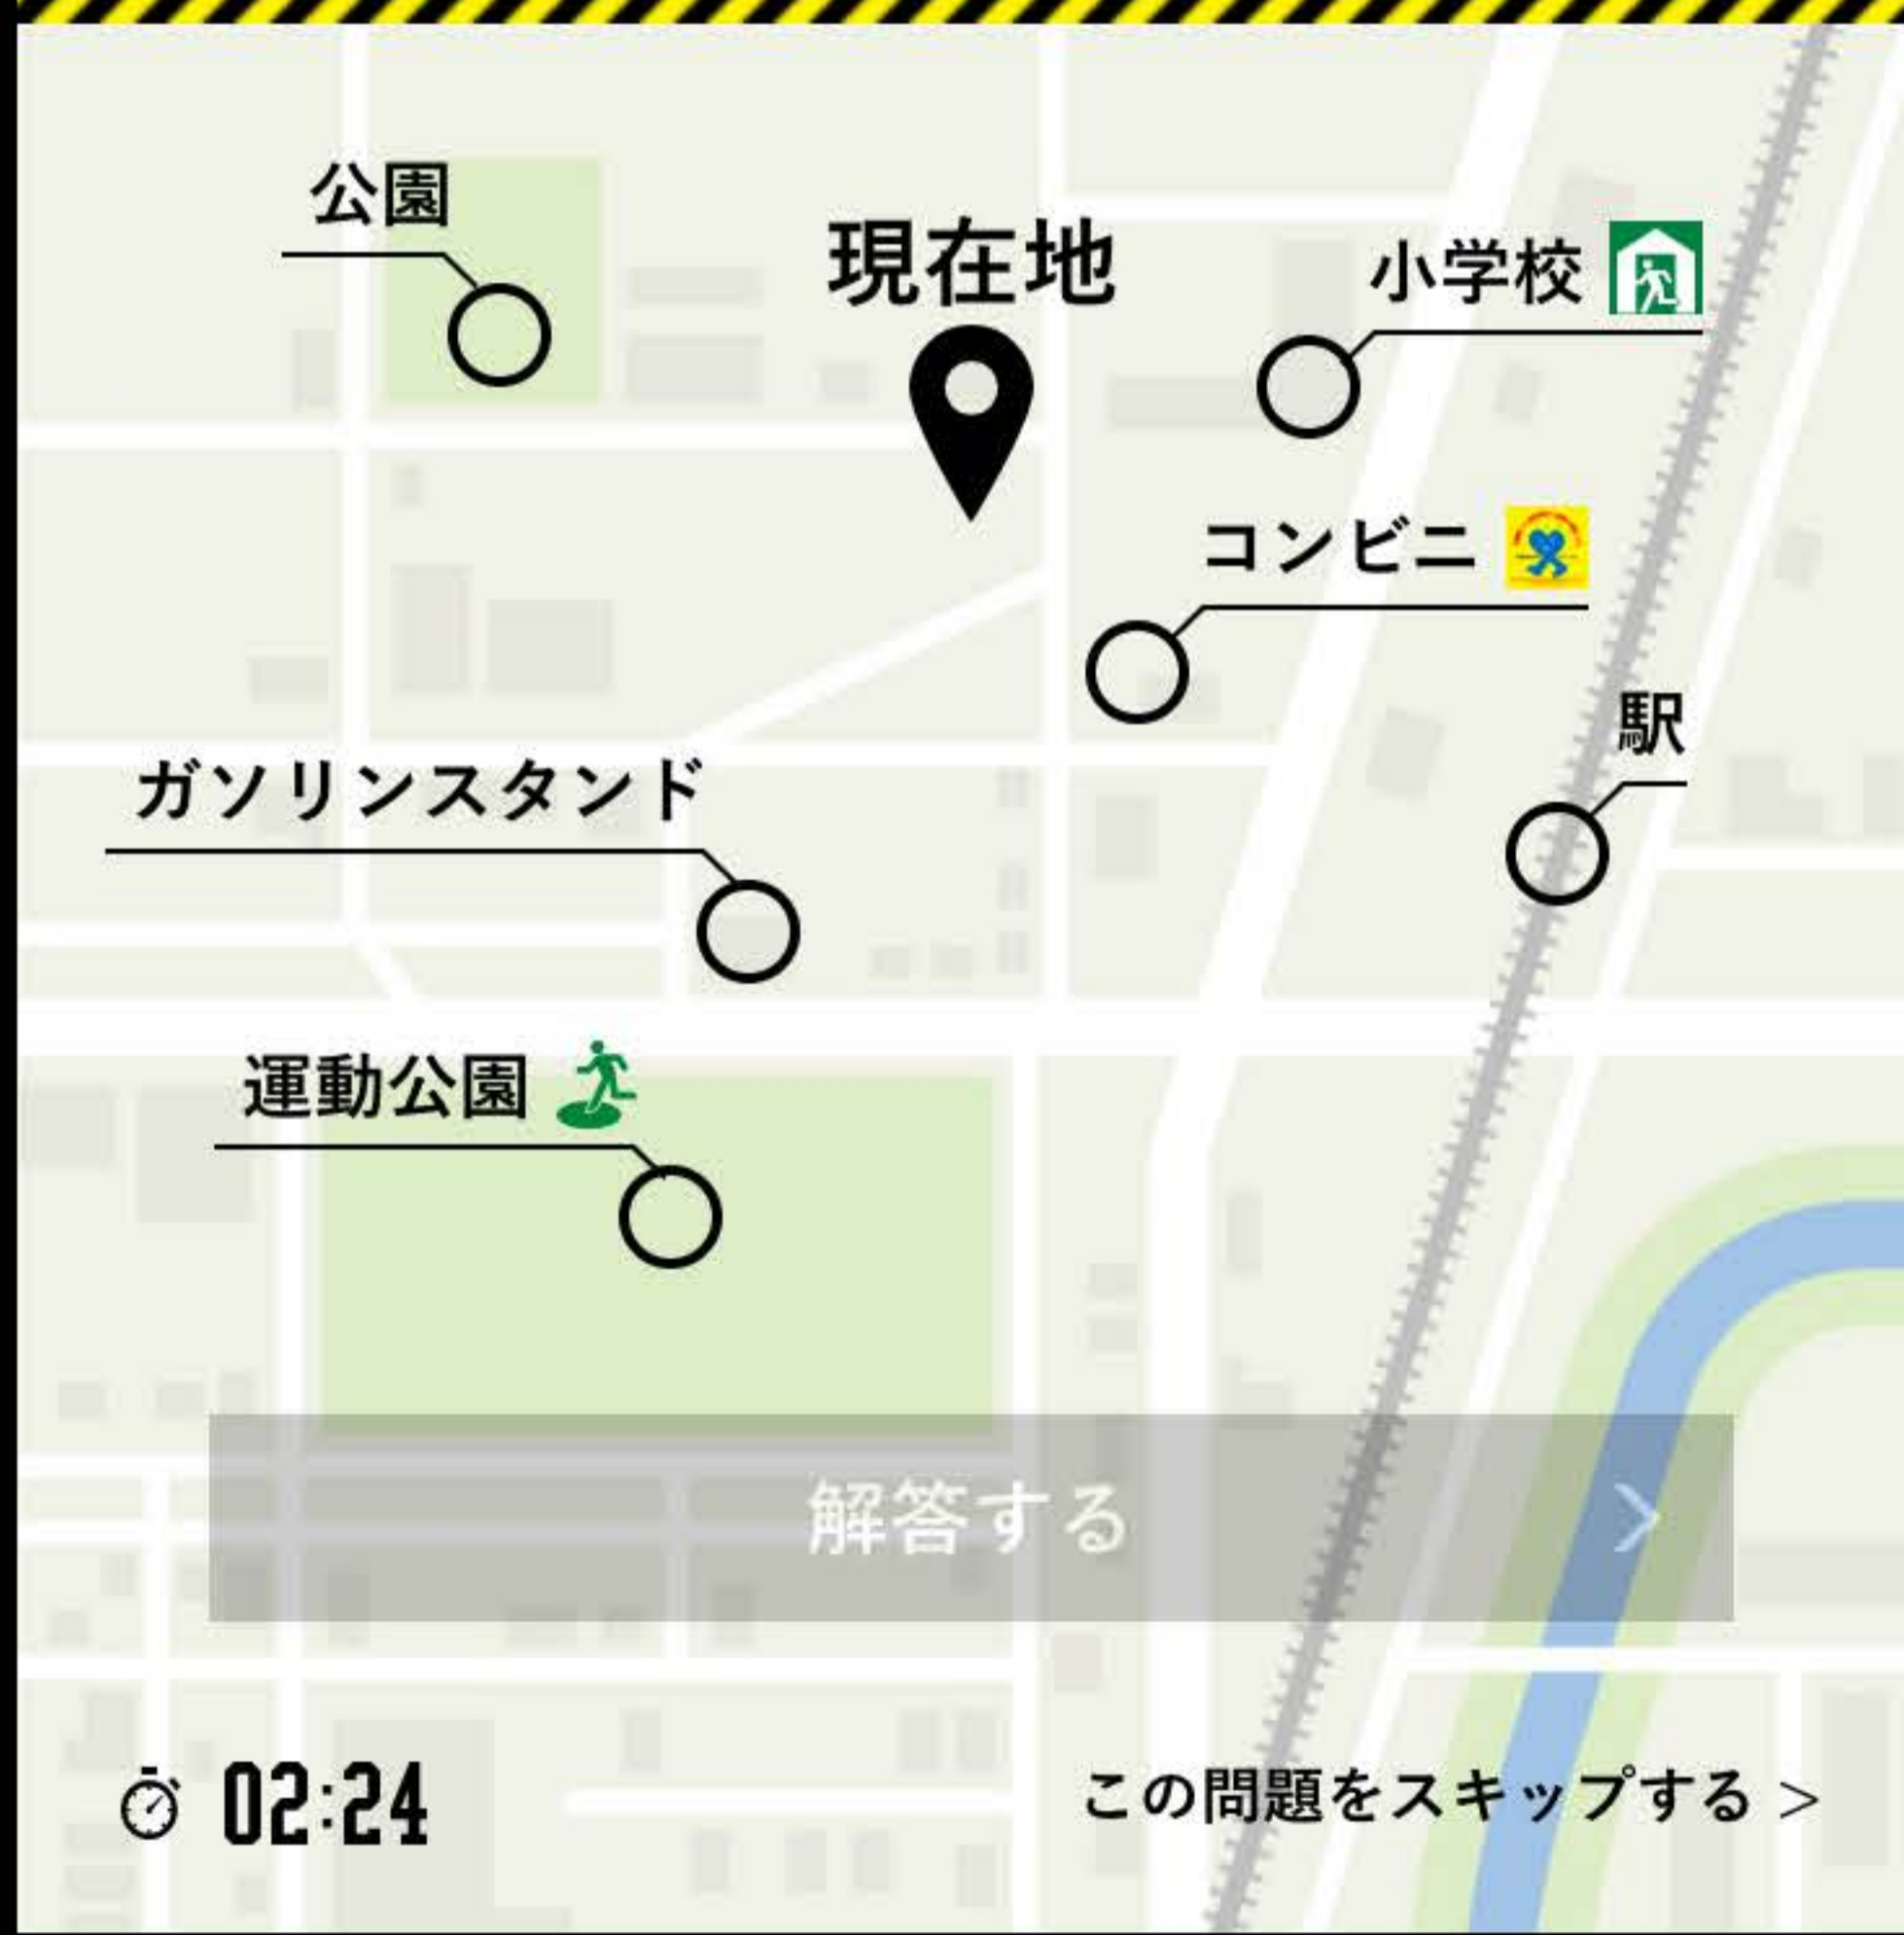 公園
現在地
小学校
コンビニ
駅
ガソリンスタンド
運動公園
解答する
02:24
この問題をスキップする >